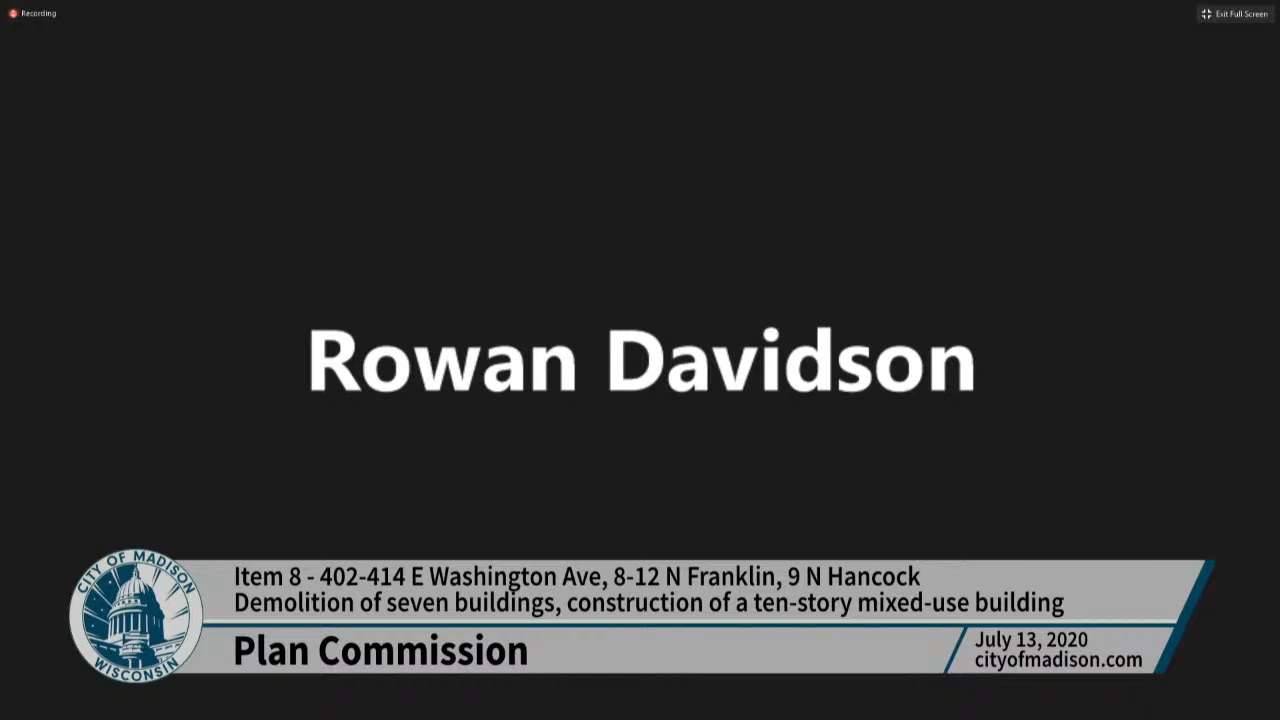 Recording
Exit Full Screen
Rowan Davidson
CITY OF MADISON
WISCONSIN
Item 8 - 402-414 E Washington Ave, 8-12 N Franklin, 9 N Hancock
Demolition of seven buildings, construction of a ten-story mixed-use building
Plan Commission
July 13, 2020
cityofmadison.com